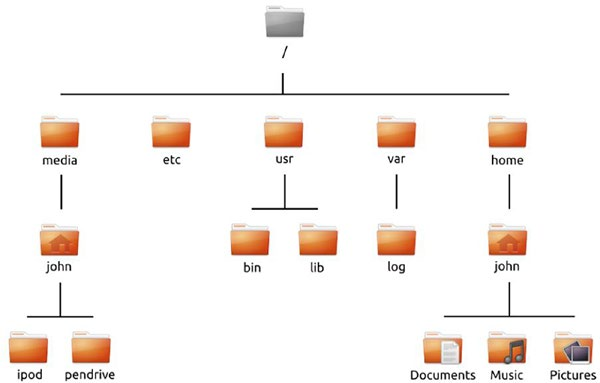 /
media etc usr var home
john bin lib log john
ipod pendrive Documents Music Pictures